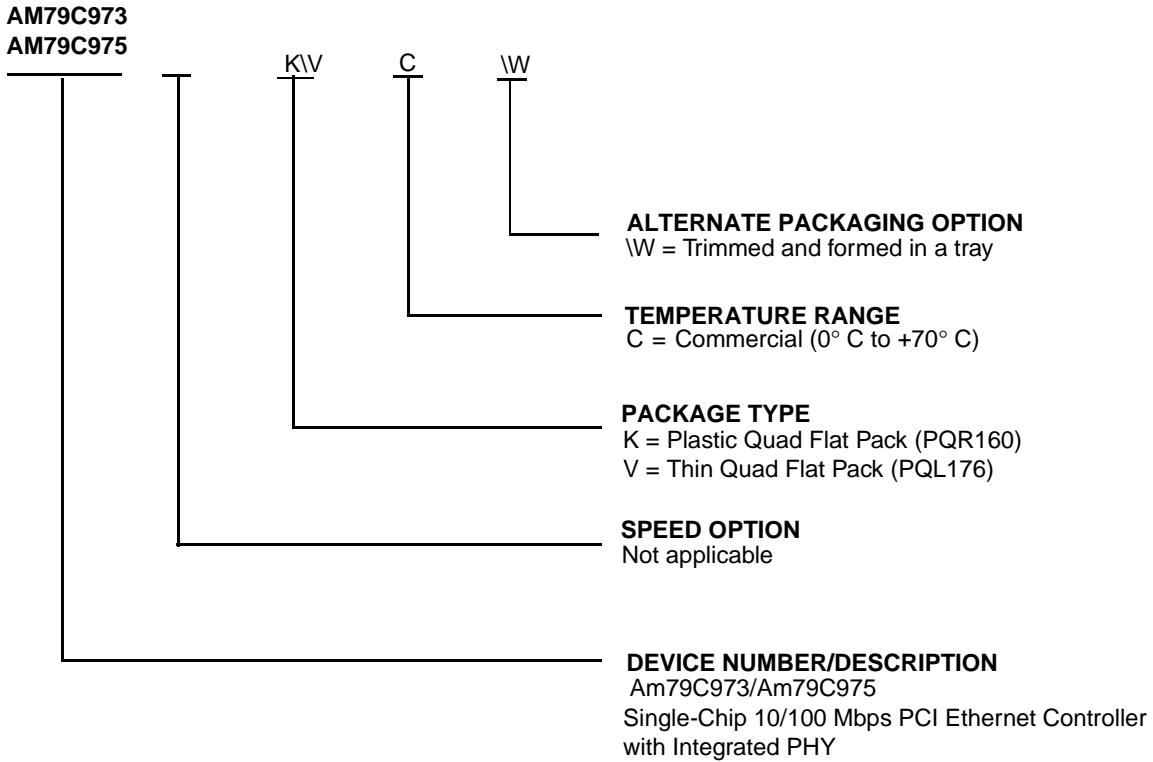 AM79C973
AM79C975
K\V C \W
ALTERNATE PACKAGING OPTION
\W = Trimmed and formed in a tray
TEMPERATURE RANGE
C = Commercial (0° C to +70° C)
PACKAGE TYPE
K = Plastic Quad Flat Pack (PQR160)
V = Thin Quad Flat Pack (PQL176)
SPEED OPTION
Not applicable
DEVICE NUMBER/DESCRIPTION
Am79C973/Am79C975
Single-Chip 10/100 Mbps PCI Ethernet Controller
with Integrated PHY